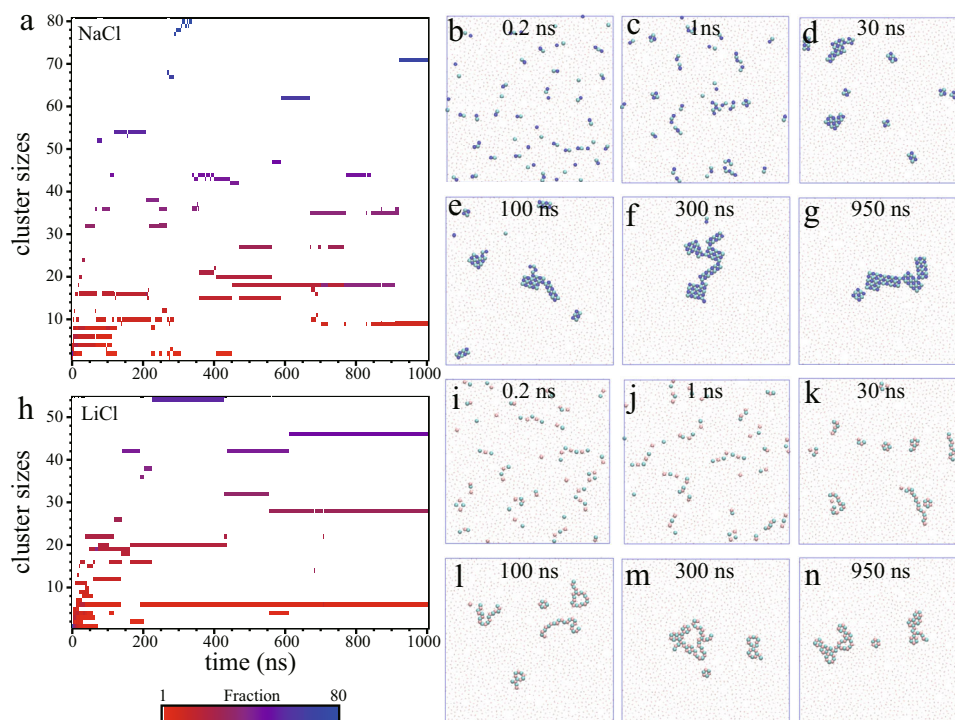 a
NaCl
80
70
60
50
40
30
20
10
cluster sizes
0
200
400
600
800
1000
b
0.2 ns
c
1ns
d
30 ns
e
100 ns
f
300 ns
g
950 ns
h
LiCl
50
40
30
20
10
cluster sizes
0
200
400
600
800
1000
time (ns)
1
Fraction
80
i
0.2 ns
j
1 ns
k
30 ns
l
100 ns
m
300 ns
n
950 ns